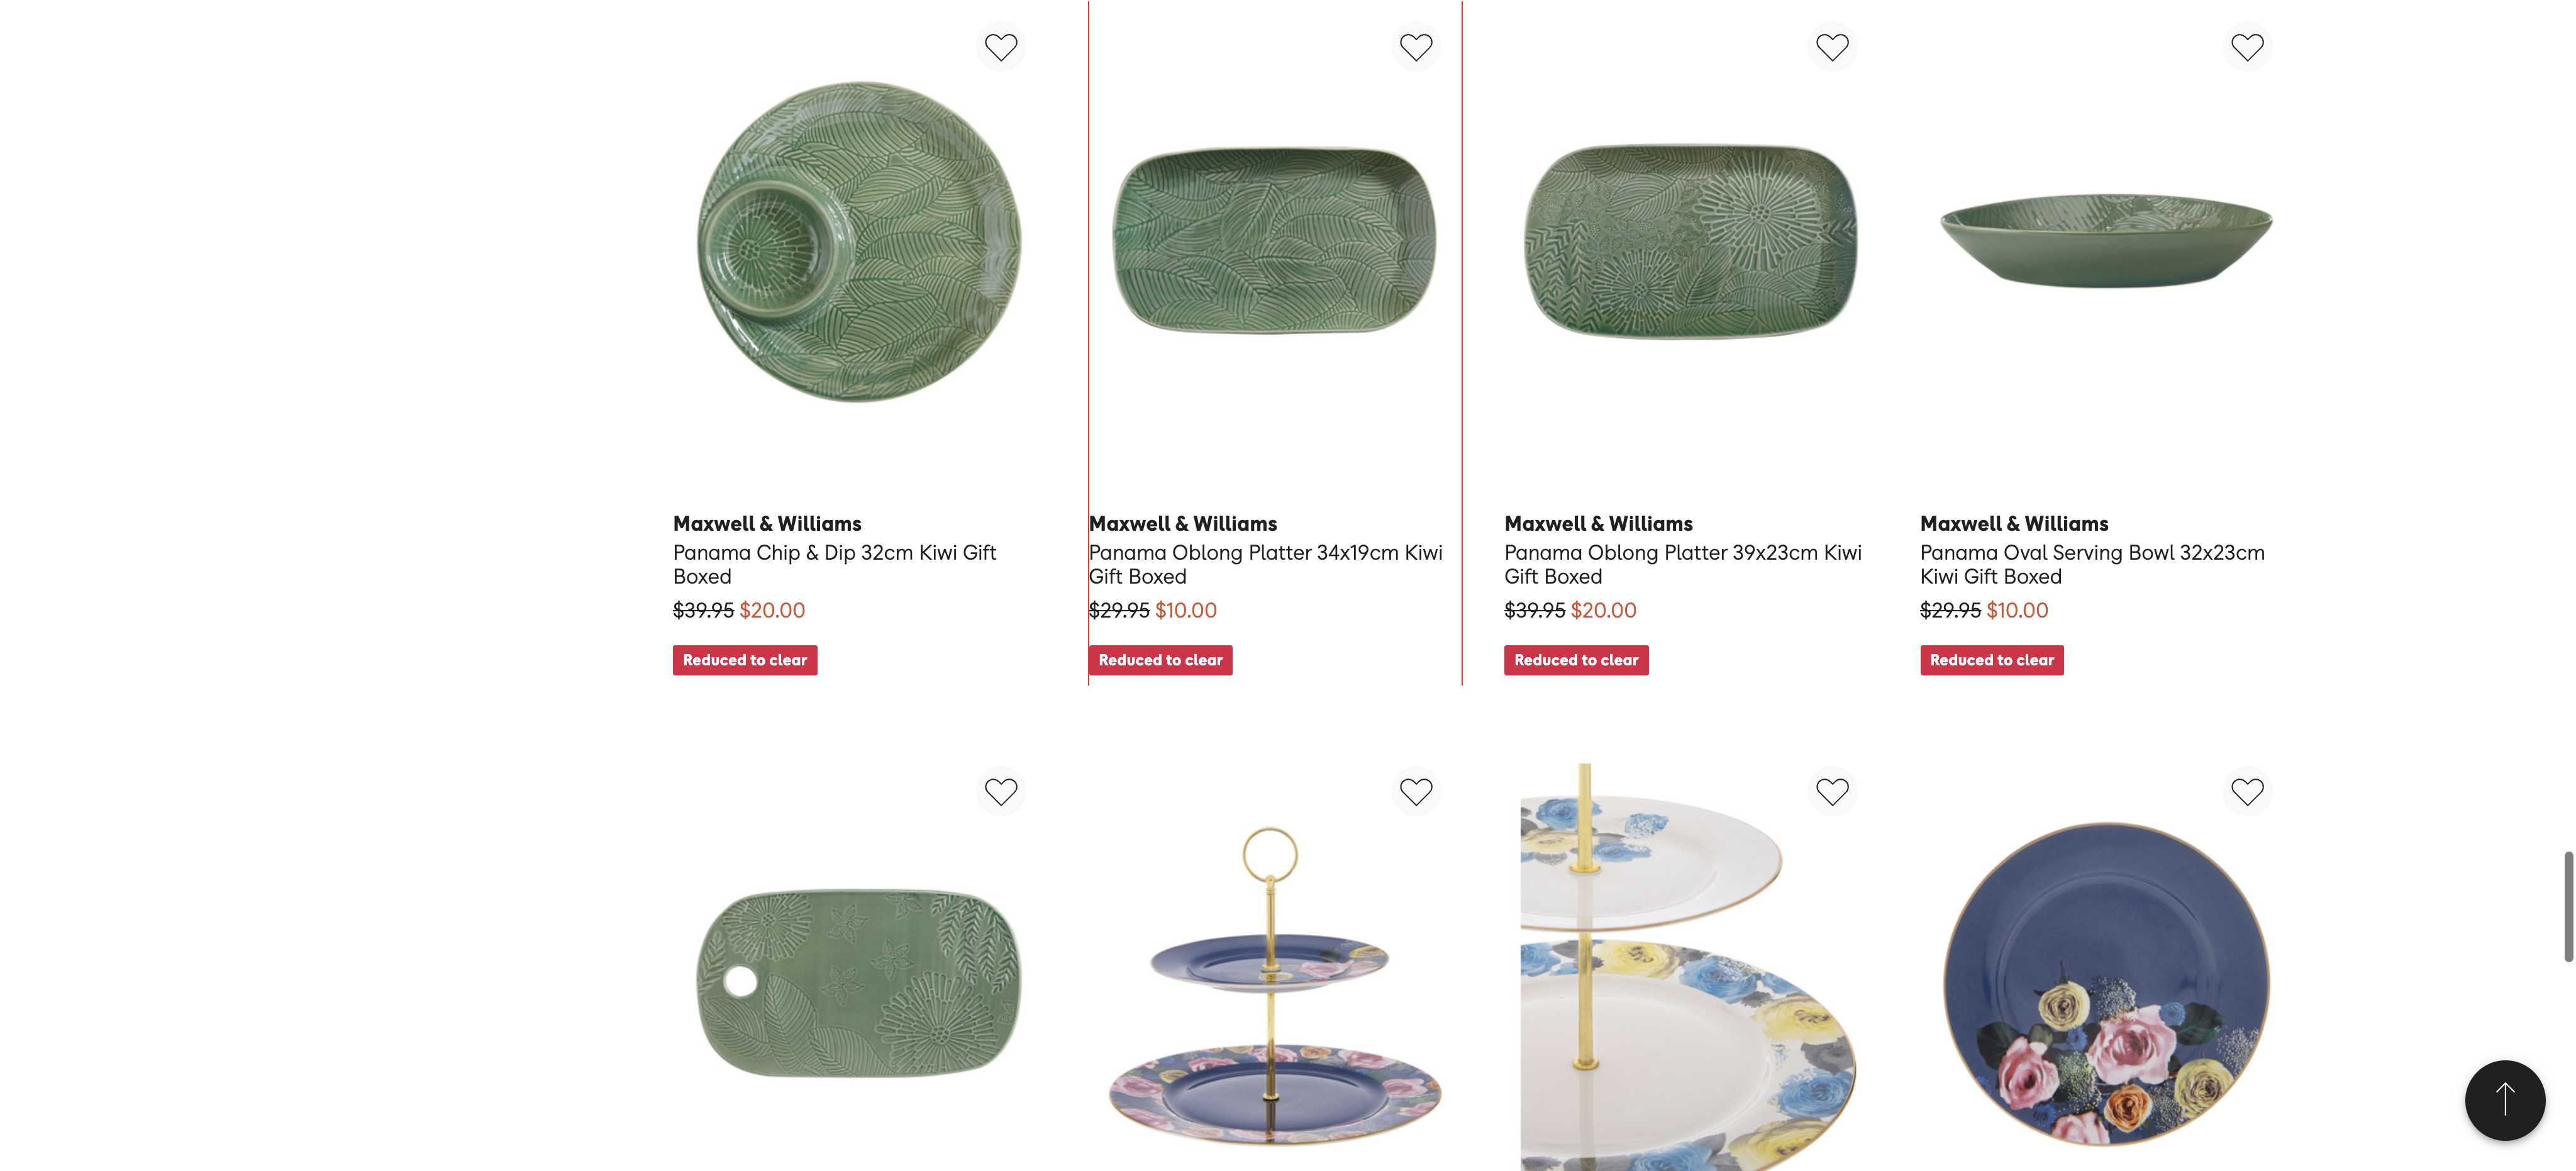 Maxwell & Williams
Panama Chip & Dip 32cm Kiwi Gift
Boxed
$39.95 $20.00
Reduced to clear
Maxwell & Williams
Panama Oblong Platter 34x19cm Kiwi
Gift Boxed
$29.95 $10.00
Reduced to clear
Maxwell & Williams
Panama Oblong Platter 39x23cm Kiwi
Gift Boxed
$39.95 $20.00
Reduced to clear
Maxwell & Williams
Panama Oval Serving Bowl 32x23cm
Kiwi Gift Boxed
$29.95 $10.00
Reduced to clear